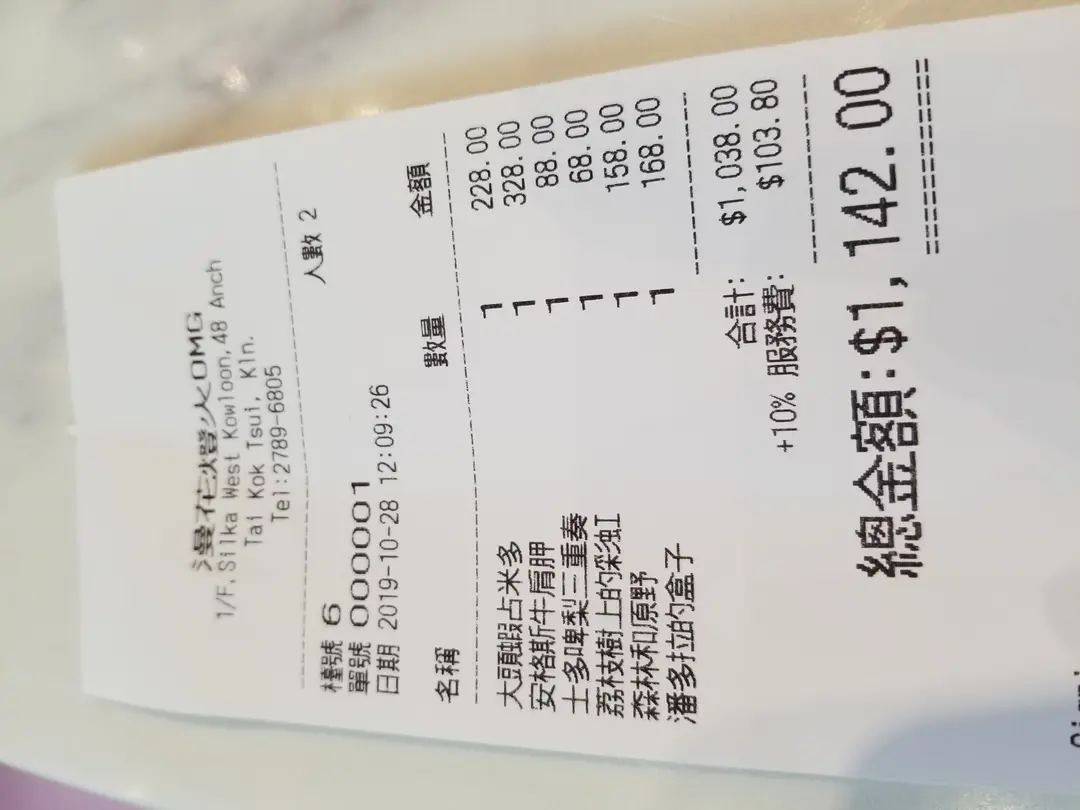 漫花燈火OMG
1/F.Silka West Kowloon,48 Anch
Tai Kok Tsui, Kln.
Tel:2789-6805
檯號 6 人數 2
單號 000001
日期 2019-10-28 12:09:26
名稱 數量 金額
大頭蝦占米多 1 228.00
安格斯牛肩胛 1 328.00
士多啤梨三重奏 1 88.00
荔枝樹上的彩虹 1 68.00
森林和原野 1 158.00
潘多拉的盒子 1 168.00
合計: $1,038.00
+10% 服務費: $103.80
總金額:$1,142.00